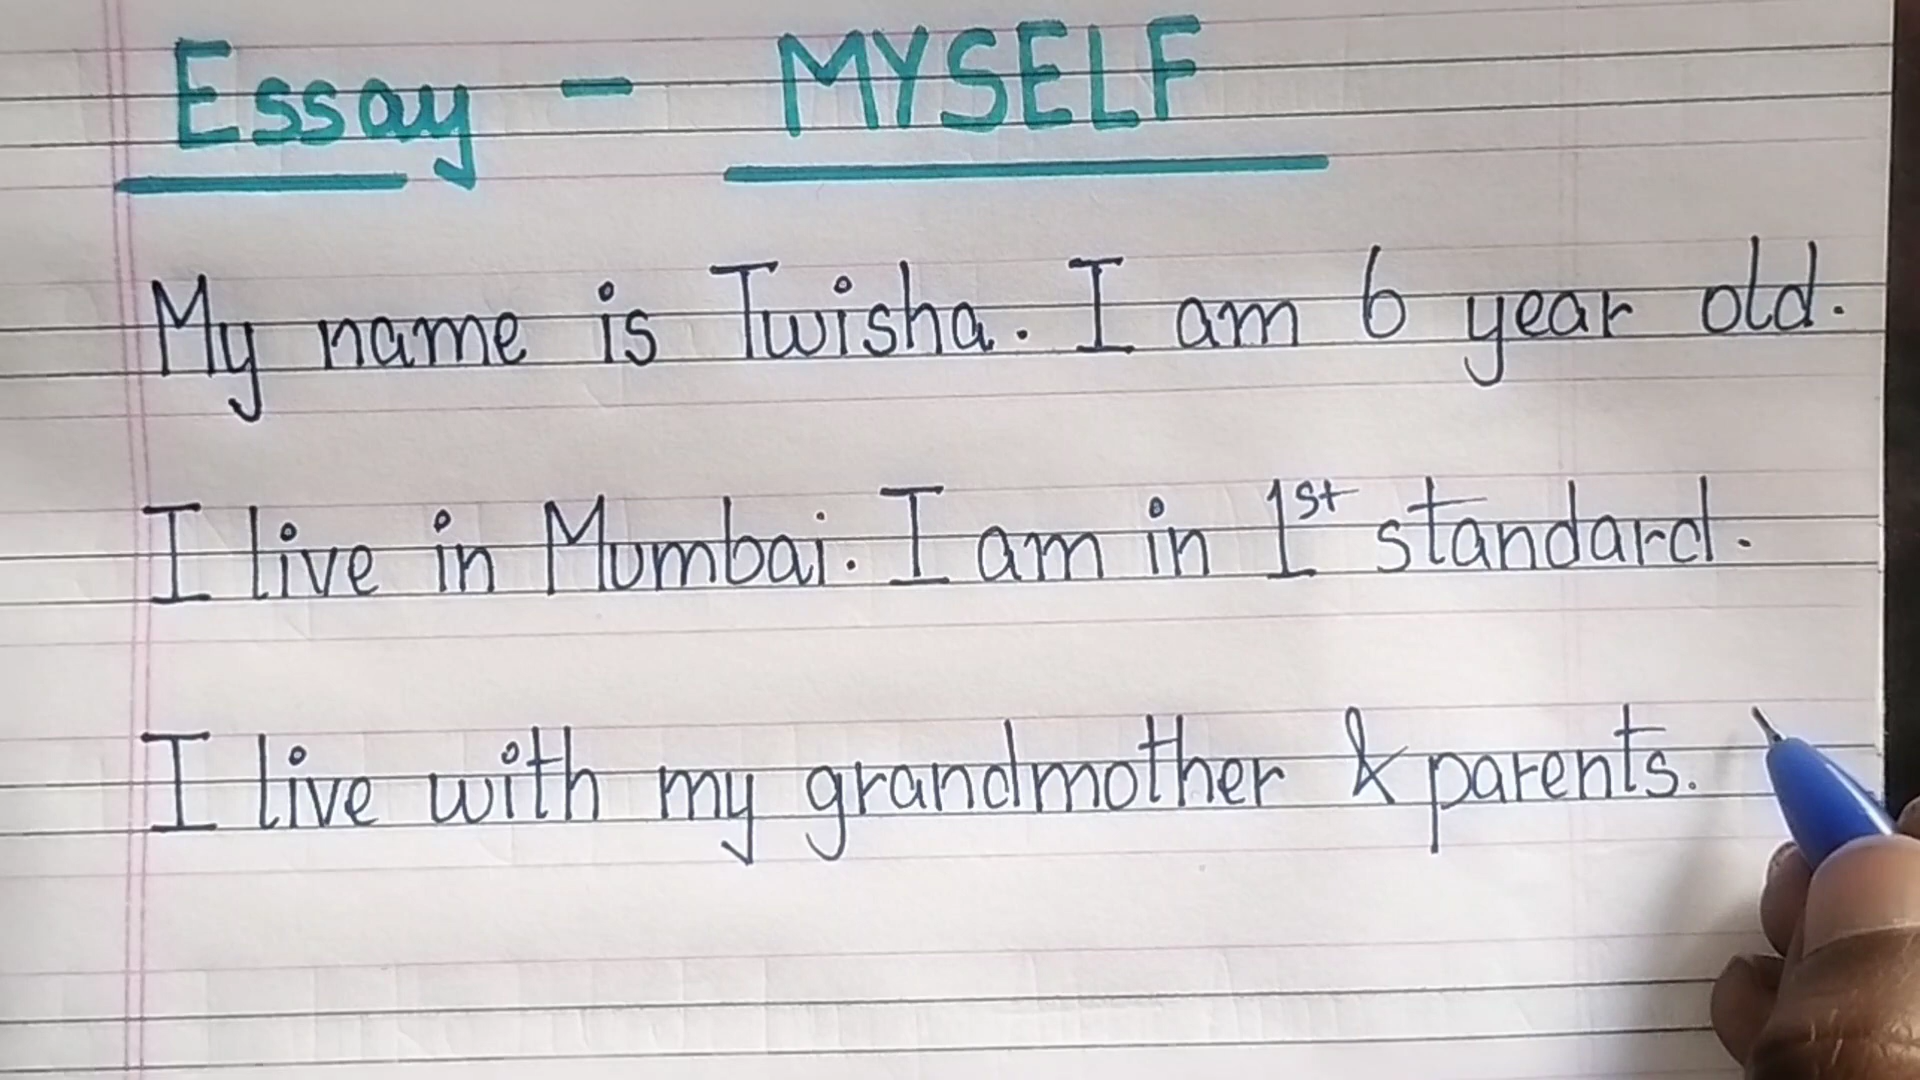 Essay - MYSELF
My name is Twisha. I am 6 year old.
I live in Mumbai. I am in 1st standard.
I live with my grandmother & parents.